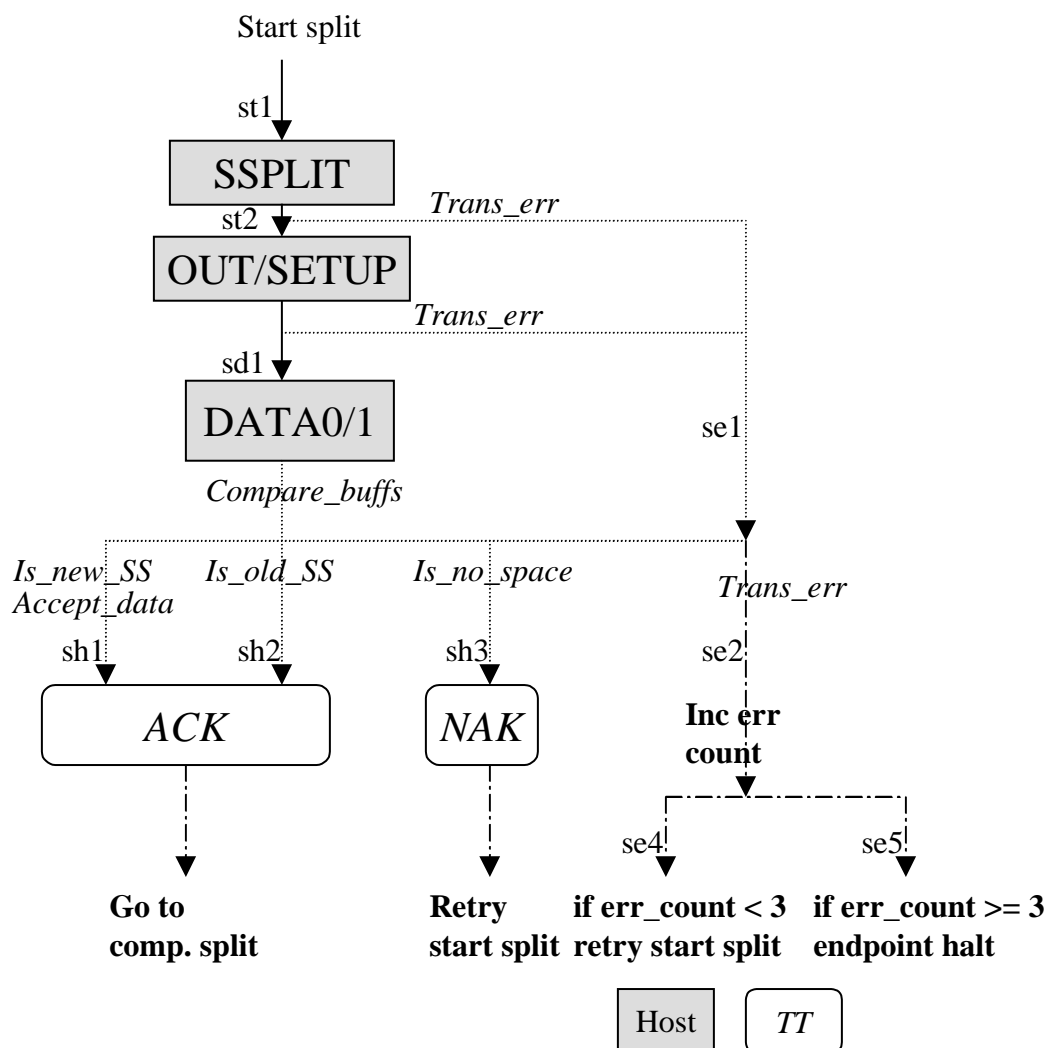 Start split
st1
SSPLIT
Trans_err
st2
OUT/SETUP
Trans_err
sd1
DATA0/1
se1
Compare_buffs
Is_new_SS
Accept_data
Is_old_SS
Is_no_space
Trans_err
sh1
sh2
sh3
se2
ACK
NAK
Inc err
count
se4
se5
Go to
comp. split
Retry
start split
if err_count < 3
retry start split
if err_count >= 3
endpoint halt
Host
TT